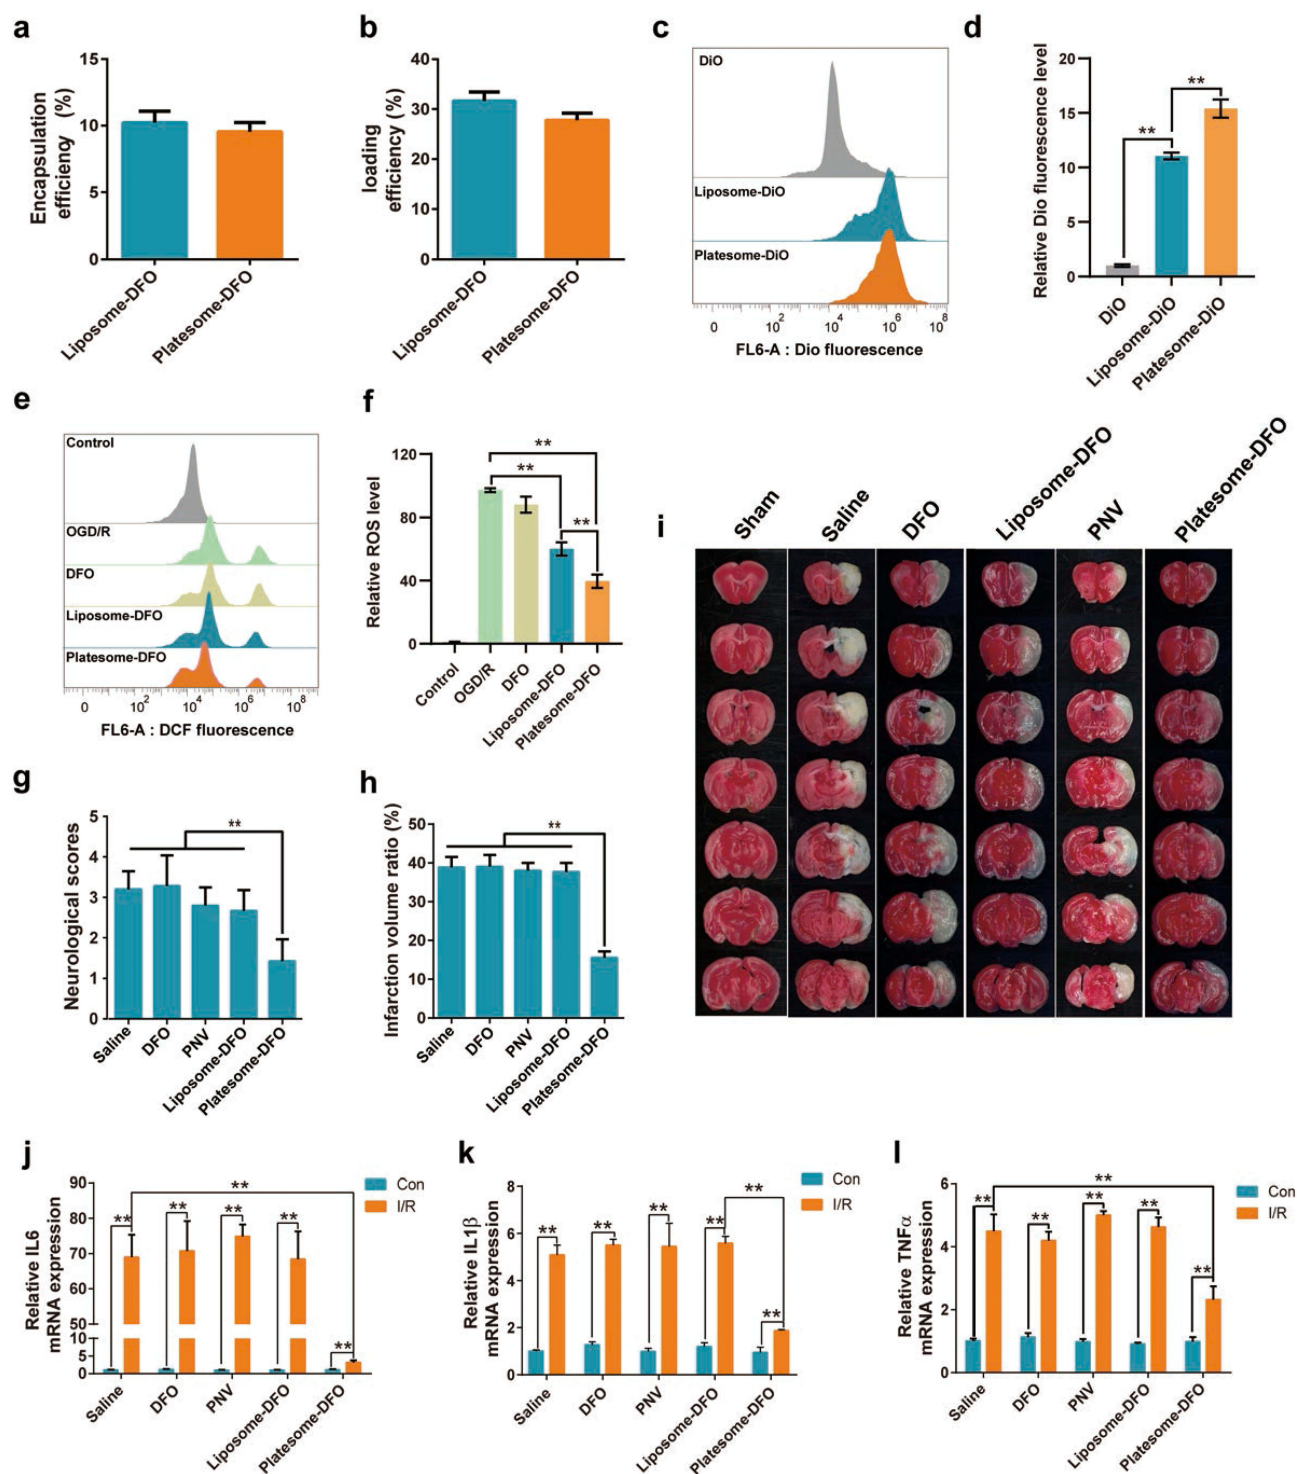 a
Encapsulation
efficiency (%)
15
10
5
0
Liposome-DFO
Platesome-DFO
b
loading
efficiency (%)
40
30
20
10
0
Liposome-DFO
Platesome-DFO
c
DiO
Liposome-DiO
Platesome-DiO
0 10^2 10^4 10^6 10^8
FL6-A : Dio fluorescence
d
Relative Dio fluorescence level
20
15
10
5
0
**
**
DiO
Liposome-DiO
Platesome-DiO
e
Control
OGD/R
DFO
Liposome-DFO
Platesome-DFO
0 10^2 10^4 10^6 10^8
FL6-A : DCF fluorescence
f
Relative ROS level
120
80
40
0
**
**
**
Control
OGD/R
DFO
Liposome-DFO
Platesome-DFO
i
Sham
Saline
DFO
Liposome-DFO
PNV
Platesome-DFO
g
Neurological scores
5
4
3
2
1
0
**
Saline
DFO
PNV
Liposome-DFO
Platesome-DFO
h
Infarction volume ratio (%)
50
40
30
20
10
0
**
Saline
DFO
PNV
Liposome-DFO
Platesome-DFO
j
Relative IL6
mRNA expression
90
80
70
60
50
10
5
0
**
** ** ** **
**
Con
I/R
Saline
DFO
PNV
Liposome-DFO
Platesome-DFO
k
Relative IL1β
mRNA expression
8
6
4
2
0
**
** ** ** **
**
Con
I/R
Saline
DFO
PNV
Liposome-DFO
Platesome-DFO
l
Relative TNFα
mRNA expression
6
4
2
0
**
** ** ** **
**
Con
I/R
Saline
DFO
PNV
Liposome-DFO
Platesome-DFO